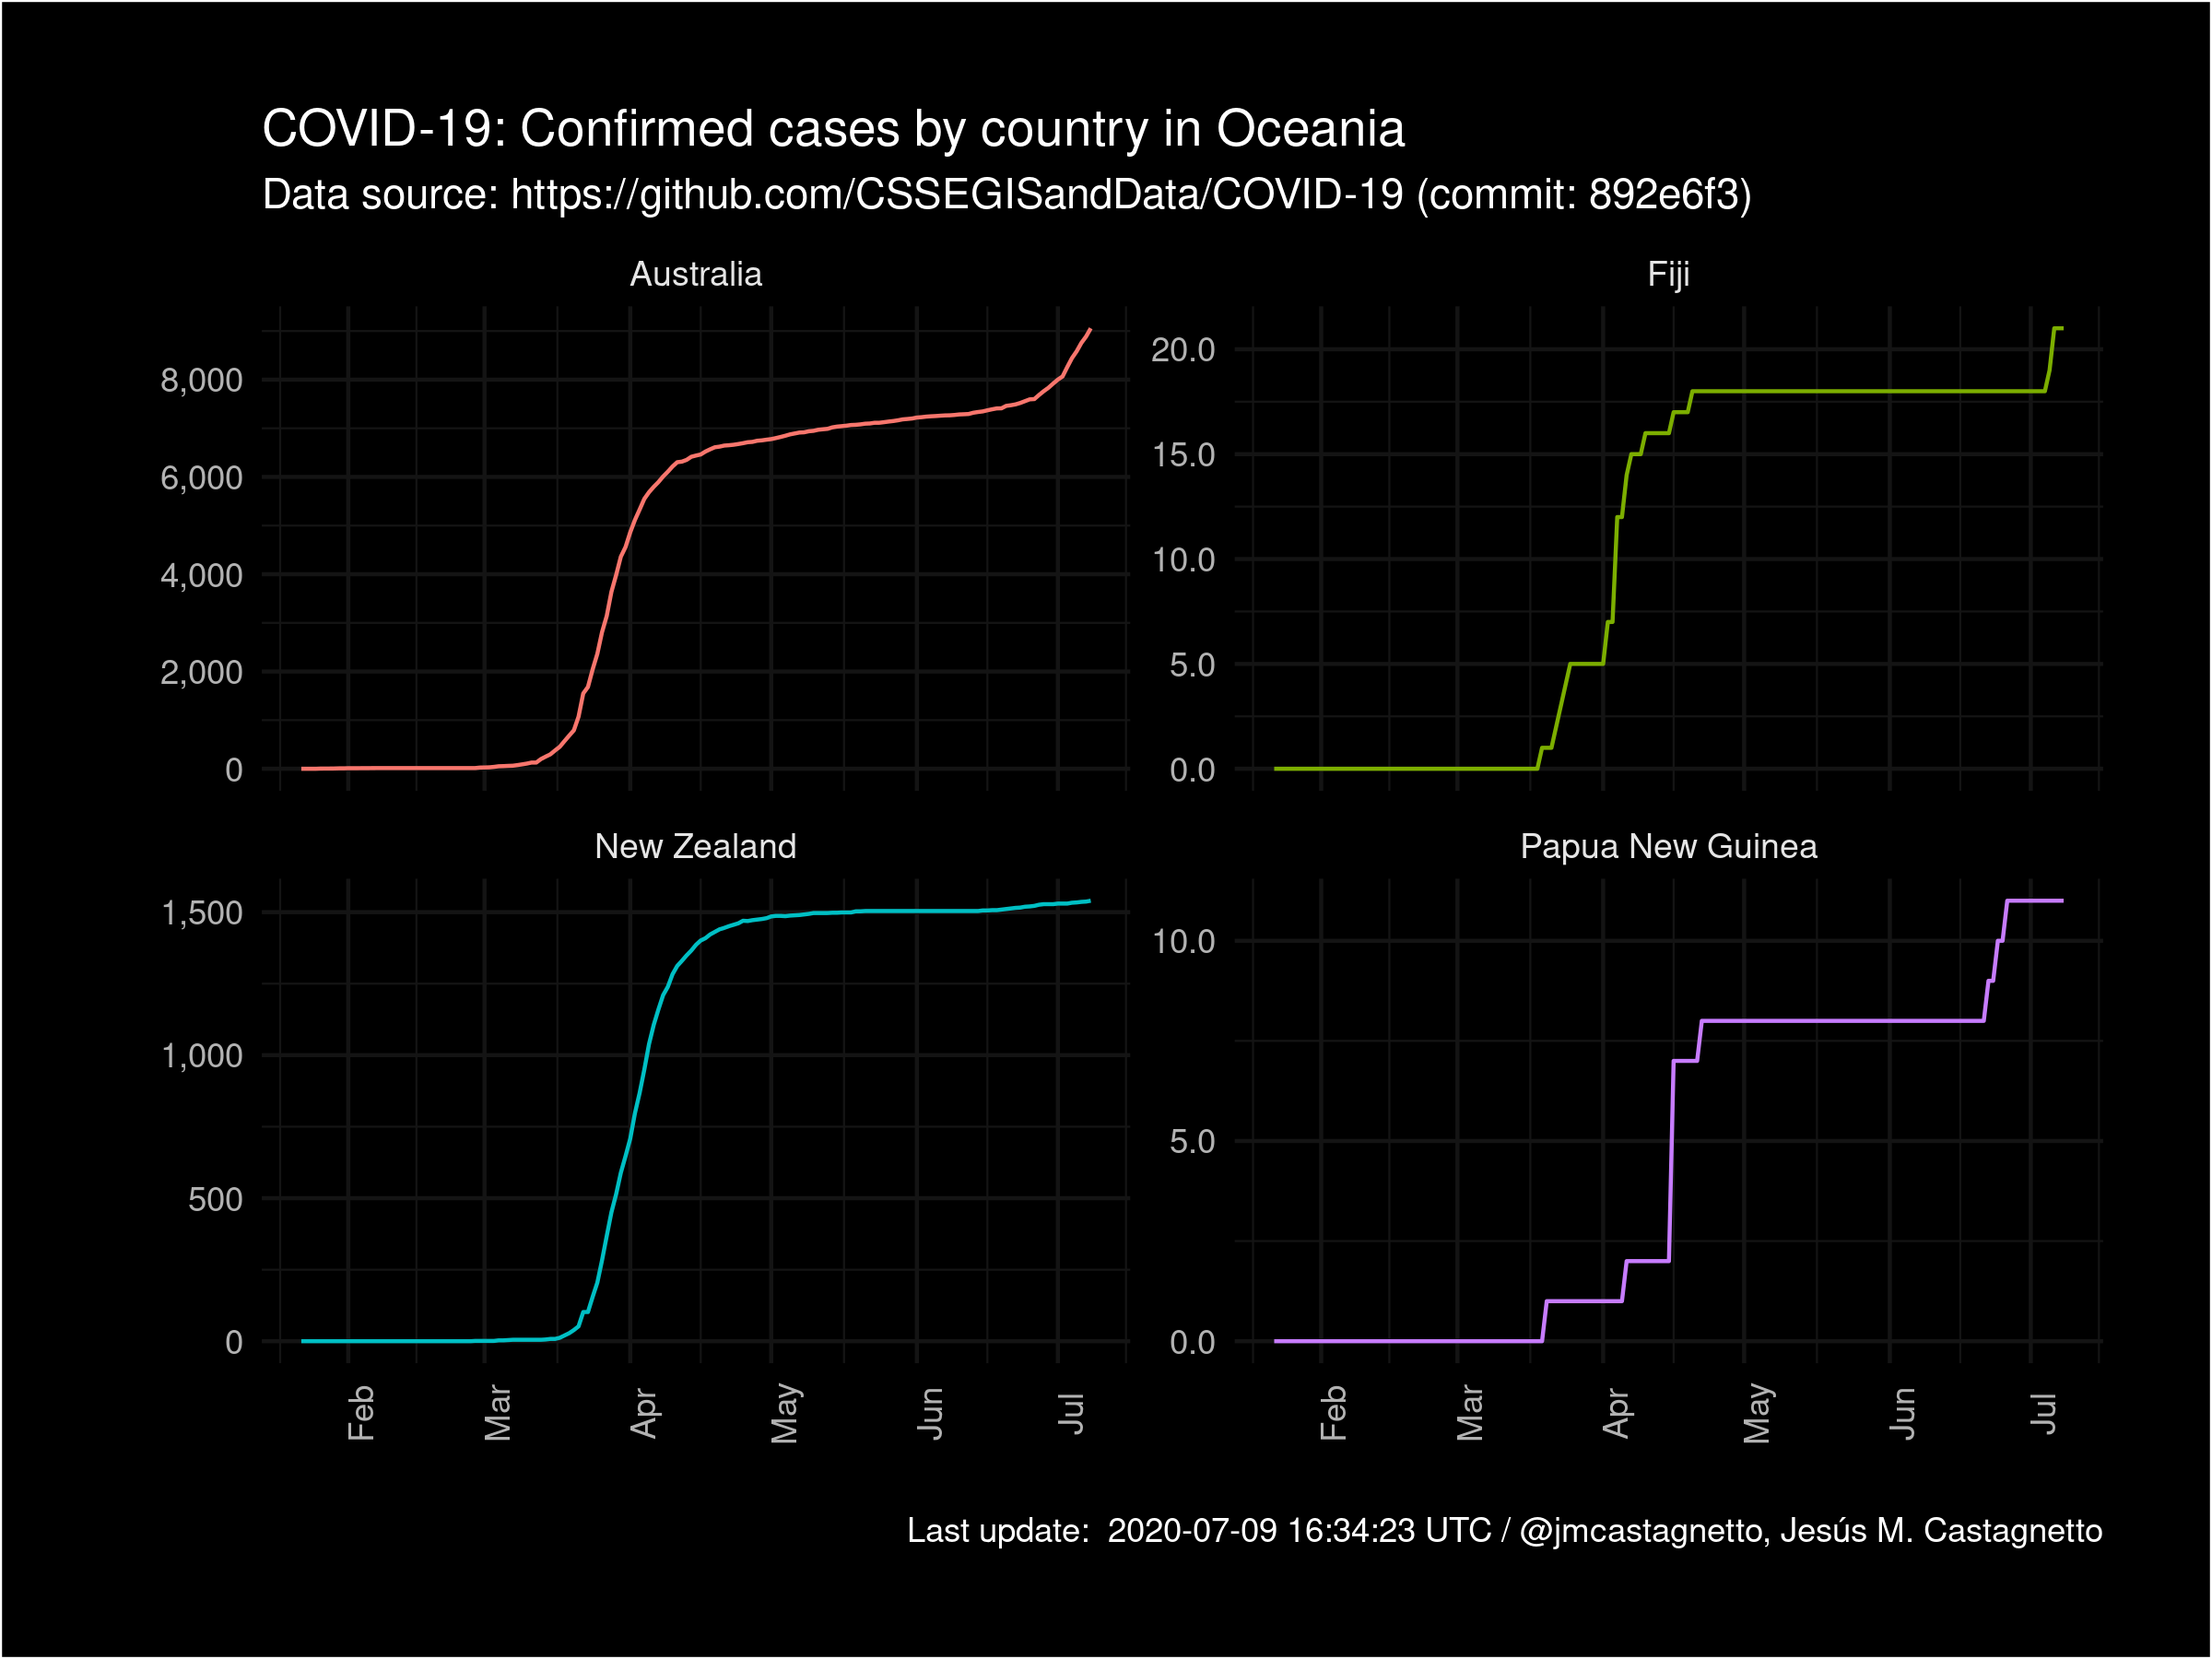 COVID-19: Confirmed cases by country in Oceania
Data source: https://github.com/CSSEGISandData/COVID-19 (commit: 892e6f3)
Australia
8,000
6,000
4,000
2,000
0
Fiji
20.0
15.0
10.0
5.0
0.0
New Zealand
1,500
1,000
500
0
Feb
Mar
Apr
May
Jun
Jul
Papua New Guinea
10.0
5.0
0.0
Feb
Mar
Apr
May
Jun
Jul
Last update:  2020-07-09 16:34:23 UTC / @jmcastagnetto, Jesús M. Castagnetto